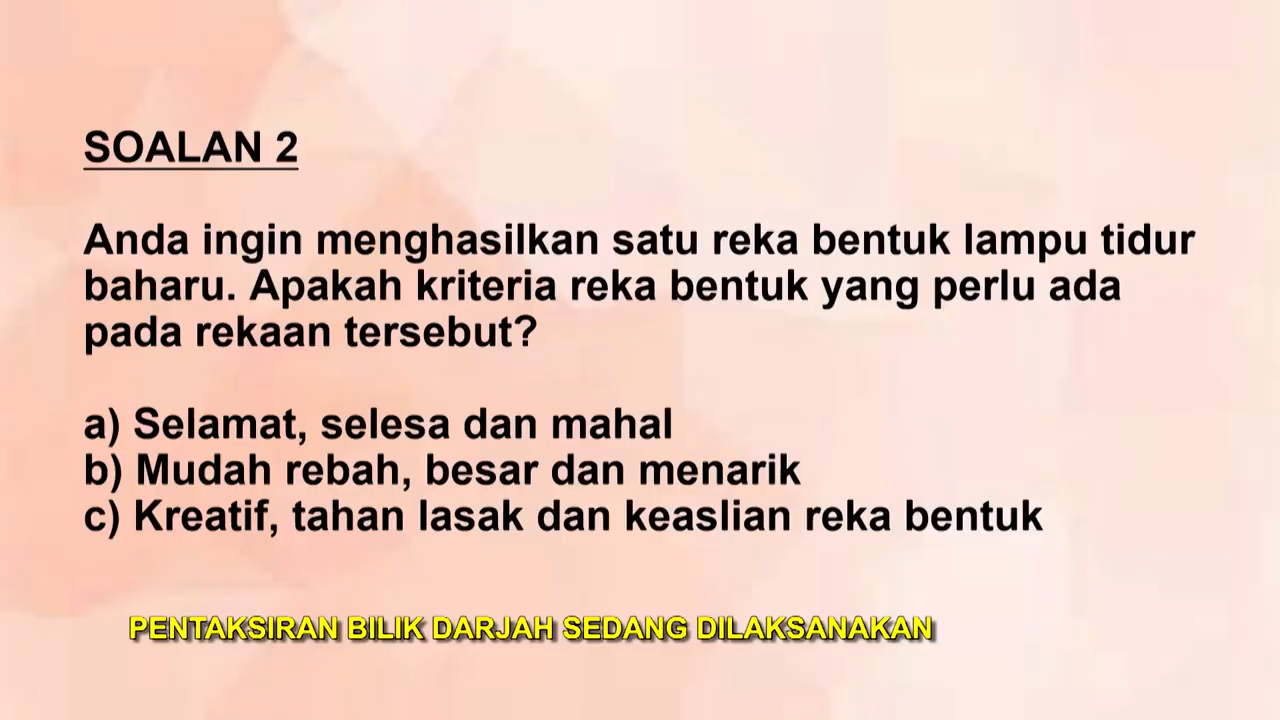 SOALAN 2
Anda ingin menghasilkan satu reka bentuk lampu tidur
baharu. Apakah kriteria reka bentuk yang perlu ada
pada rekaan tersebut?
a) Selamat, selesa dan mahal
b) Mudah rebah, besar dan menarik
c) Kreatif, tahan lasak dan keaslian reka bentuk
PENTAKSIRAN BILIK DARJAH SEDANG DILAKSANAKAN